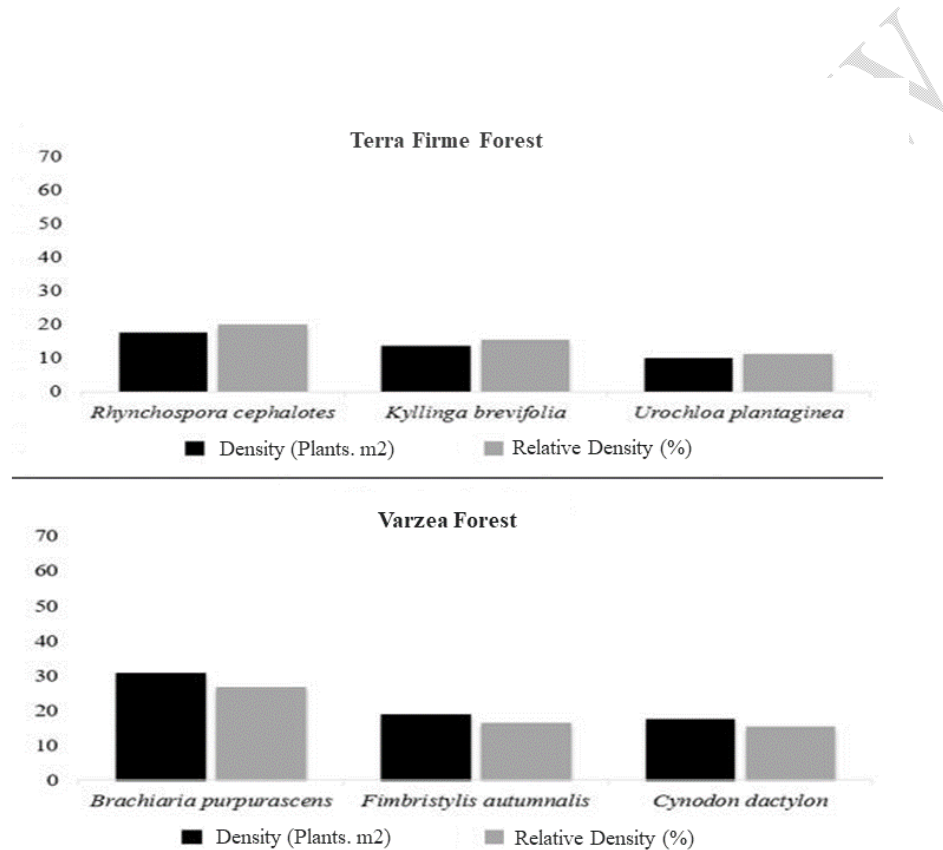 Terra Firme Forest
70
60
50
40
30
20
10
0
Rhynchospora cephalotes Kyllinga brevifolia Urochloa plantaginea
Density (Plants. m2) Relative Density (%)
Varzea Forest
70
60
50
40
30
20
10
0
Brachiaria purpurascens Fimbristylis autumnalis Cynodon dactylon
Density (Plants. m2) Relative Density (%)